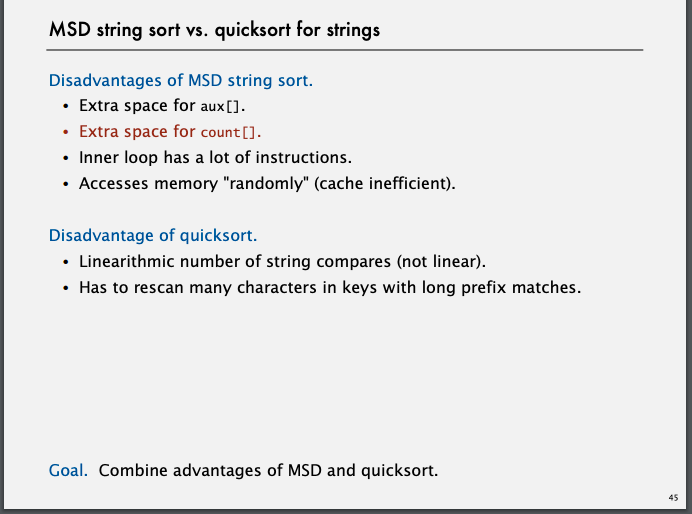 MSD string sort vs. quicksort for strings
Disadvantages of MSD string sort.
• Extra space for aux[].
• Extra space for count[].
• Inner loop has a lot of instructions.
• Accesses memory "randomly" (cache inefficient).
Disadvantage of quicksort.
• Linearithmic number of string compares (not linear).
• Has to rescan many characters in keys with long prefix matches.
Goal. Combine advantages of MSD and quicksort.
45